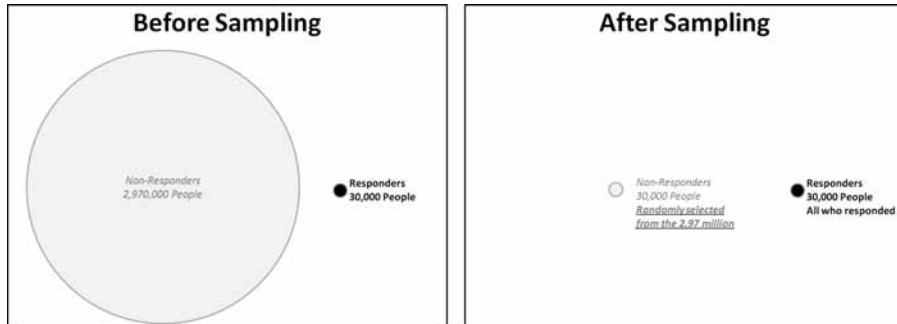 Before Sampling
Non-Responders
2,970,000 People
Responders
30,000 People
After Sampling
Non-Responders
30,000 People
Randomly selected
from the 2.97 million
Responders
30,000 People
All who responded